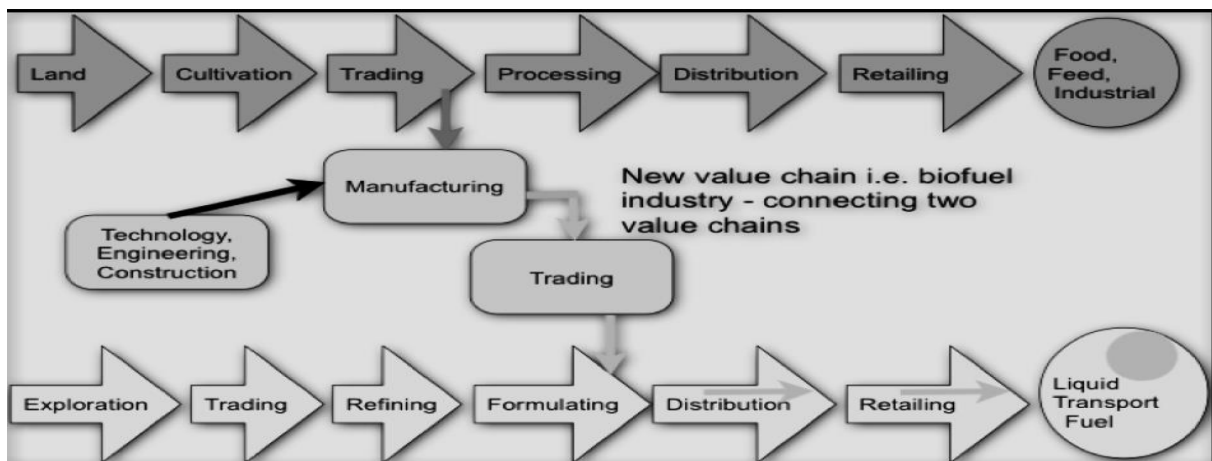 Land
Cultivation
Trading
Processing
Distribution
Retailing
Food,
Feed,
Industrial
Manufacturing
New value chain i.e. biofuel
industry - connecting two
value chains
Technology,
Engineering,
Construction
Trading
Exploration
Trading
Refining
Formulating
Distribution
Retailing
Liquid
Transport
Fuel